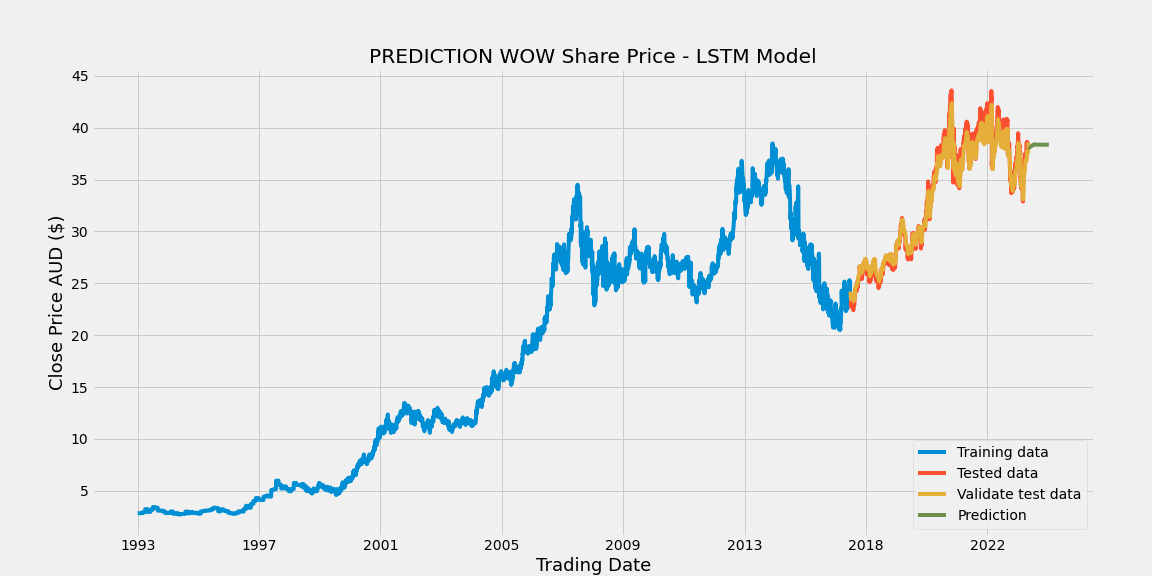 PREDICTION WOW Share Price - LSTM Model
45
40
35
30
25
20
15
10
5
Close Price AUD ($)
Training data
Tested data
Validate test data
Prediction
1993 1997 2001 2005 2009 2013 2018 2022
Trading Date